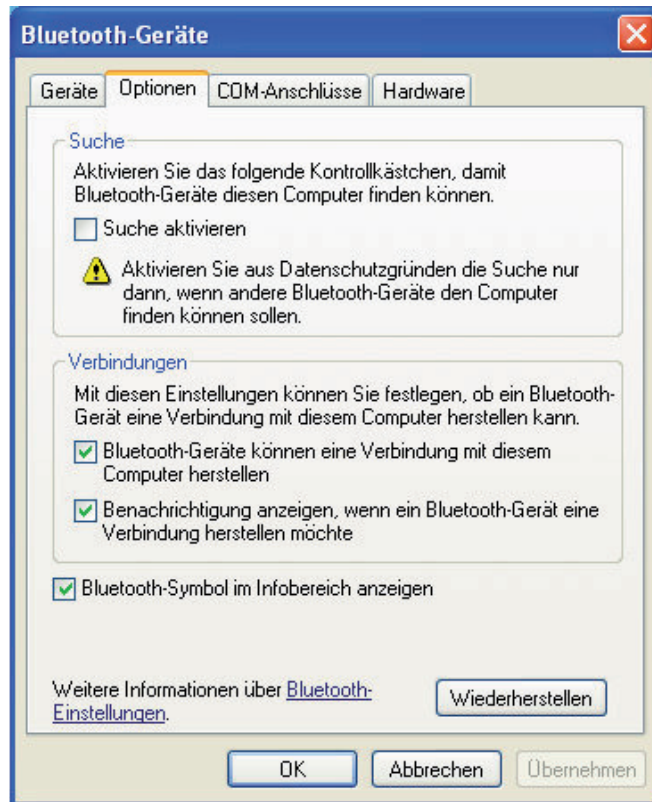 Bluetooth-Geräte
Geräte Optionen COM-Anschlüsse Hardware
Suche
Aktivieren Sie das folgende Kontrollkästchen, damit
Bluetooth-Geräte diesen Computer finden können.
Suche aktivieren
Aktivieren Sie aus Datenschutzgründen die Suche nur
dann, wenn andere Bluetooth-Geräte den Computer
finden können sollen.
Verbindungen
Mit diesen Einstellungen können Sie festlegen, ob ein Bluetooth-
Gerät eine Verbindung mit diesem Computer herstellen kann.
Bluetooth-Geräte können eine Verbindung mit diesem
Computer herstellen
Benachrichtigung anzeigen, wenn ein Bluetooth-Gerät eine
Verbindung herstellen möchte
Bluetooth-Symbol im Infobereich anzeigen
Weitere Informationen über Bluetooth-
Einstellungen.
Wiederherstellen
OK Abbrechen Übernehmen